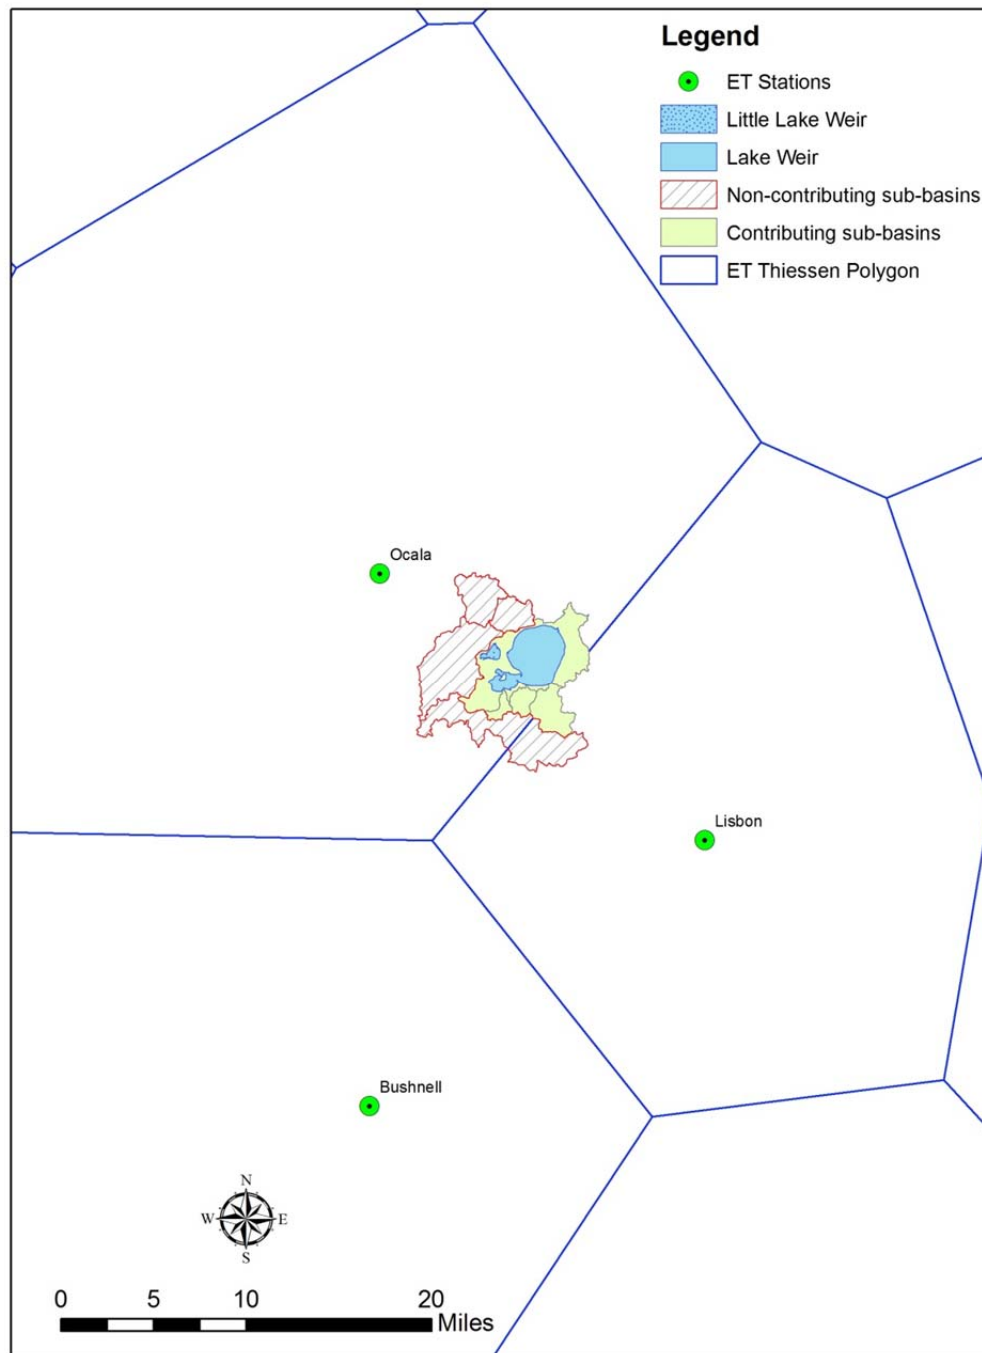 Legend
ET Stations
Little Lake Weir
Lake Weir
Non-contributing sub-basins
Contributing sub-basins
ET Thiessen Polygon
Ocala
Lisbon
Bushnell
N
W E
S
0 5 10 20
Miles